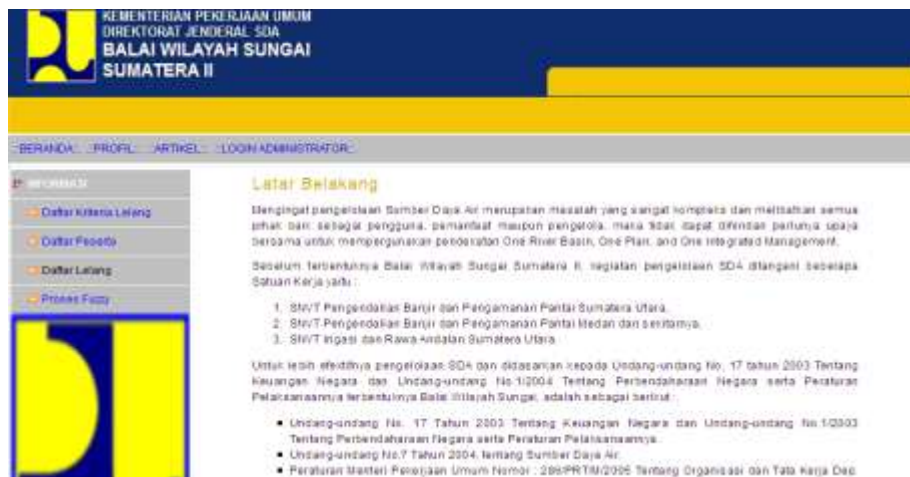 KEMENTERIAN PEKERJAAN UMUM
DIREKTORAT JENDERAL SDA
BALAI WILAYAH SUNGAI
SUMATERA II
::BERANDA:: ::PROFIL:: ::ARTIKEL:: ::LOGIN ADMINISTRATOR::
INFORMASI
Daftar Kriteria Lelang
Daftar Peserta
Daftar Lelang
Proses Fuzzy
Latar Belakang
Mengingat pengelolaan Sumber Daya Air merupakan masalah yang sangat kompleks dan melibatkan semua
pihak baik sebagai pengguna, pemanfaat maupun pengelola, maka tidak dapat dihindari perlunya upaya
bersama untuk mempergunakan pendekatan One River Basin, One Plan, and One Integrated Management.
Sebelum terbentuknya Balai Wilayah Sungai Sumatera II, kegiatan pengelolaan SDA ditangani beberapa
Satuan Kerja yaitu :
1. SNVT Pengendalian Banjir dan Pengamanan Pantai Sumatera Utara.
2. SNVT Pengendalian Banjir dan Pengamanan Pantai Medan dan sekitarnya.
3. SNVT Irigasi dan Rawa Andalan Sumatera Utara.
Untuk lebih efektifnya pengelolaan SDA dan didasarkan kepada Undang-undang No. 17 tahun 2003 Tentang
Keuangan Negara dan Undang-undang No.1/2004 Tentang Perbendaharaan Negara serta Peraturan
Pelaksanaannya terbentuknya Balai Wilayah Sungai, adalah sebagai berikut :
Undang-undang No. 17 Tahun 2003 Tentang Keuangan Negara dan Undang-undang No.1/2003
Tentang Perbendaharaan Negara serta Peraturan Pelaksanaannya.
Undang-undang No.7 Tahun 2004, tentang Sumber Daya Air.
Peraturan Menteri Pekerjaan Umum Nomor : 286/PRT/M/2005 Tentang Organisasi dan Tata Kerja Dep.